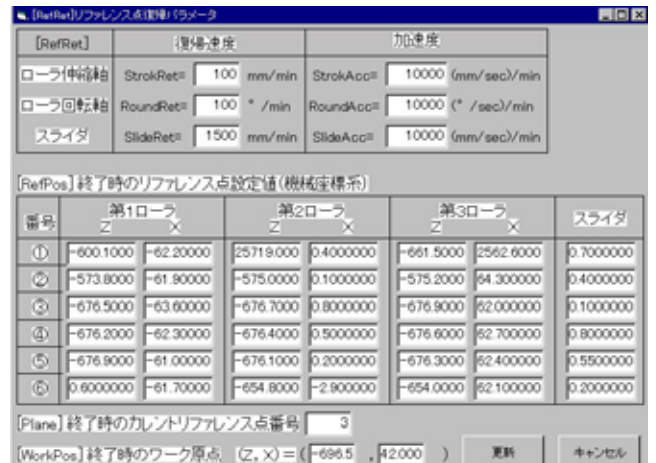 [RefRet]リファレンス点復帰パラメータ
[RefRet] 復帰速度 加速度
ローラ伸縮軸 StrokRet= 100 mm/min StrokAcc= 10000 (mm/sec)/min
ローラ回転軸 RoundRet= 100 ° /min RoundAcc= 10000 (° /sec)/min
スライダ SlideRet= 1500 mm/min SlideAcc= 10000 (mm/sec)/min
[RefPos]終了時のリファレンス点設定値(機械座標系)
番号 第1ローラ 第2ローラ 第3ローラ スライダ
Z X Z X Z X
① -600.1000 -62.20000 25719.000 0.4000000 -661.5000 2562.6000 0.7000000
② -573.8000 -61.90000 -575.0000 0.1000000 -575.2000 64.300000 0.4000000
③ -676.5000 -63.60000 -676.7000 0.8000000 -676.9000 62.000000 0.1000000
④ -676.2000 -62.30000 -676.4000 0.5000000 -676.6000 62.700000 0.8000000
⑤ -676.9000 -61.00000 -676.1000 0.2000000 -676.3000 62.400000 0.5500000
⑥ 0.6000000 -61.70000 -654.8000 -2.900000 -654.0000 62.100000 0.2000000
[Plane]終了時のカレントリファレンス点番号 3
[WorkPos]終了時のワーク原点 (Z, X)=( -696.5 , 42.000 ) 更新 キャンセル